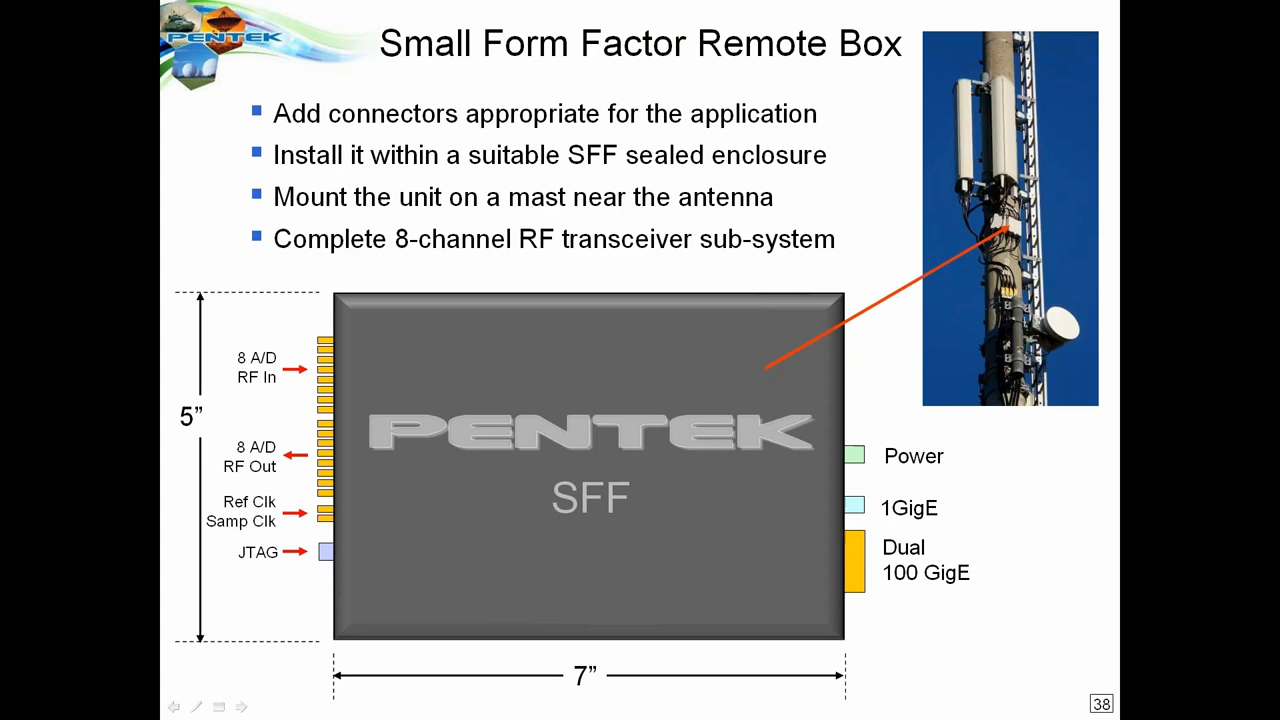 PENTEK
Small Form Factor Remote Box
Add connectors appropriate for the application
Install it within a suitable SFF sealed enclosure
Mount the unit on a mast near the antenna
Complete 8-channel RF transceiver sub-system
8 A/D
RF In
5”
8 A/D
RF Out
Ref Clk
Samp Clk
JTAG
PENTEK
SFF
Power
1GigE
Dual
100 GigE
7”
38